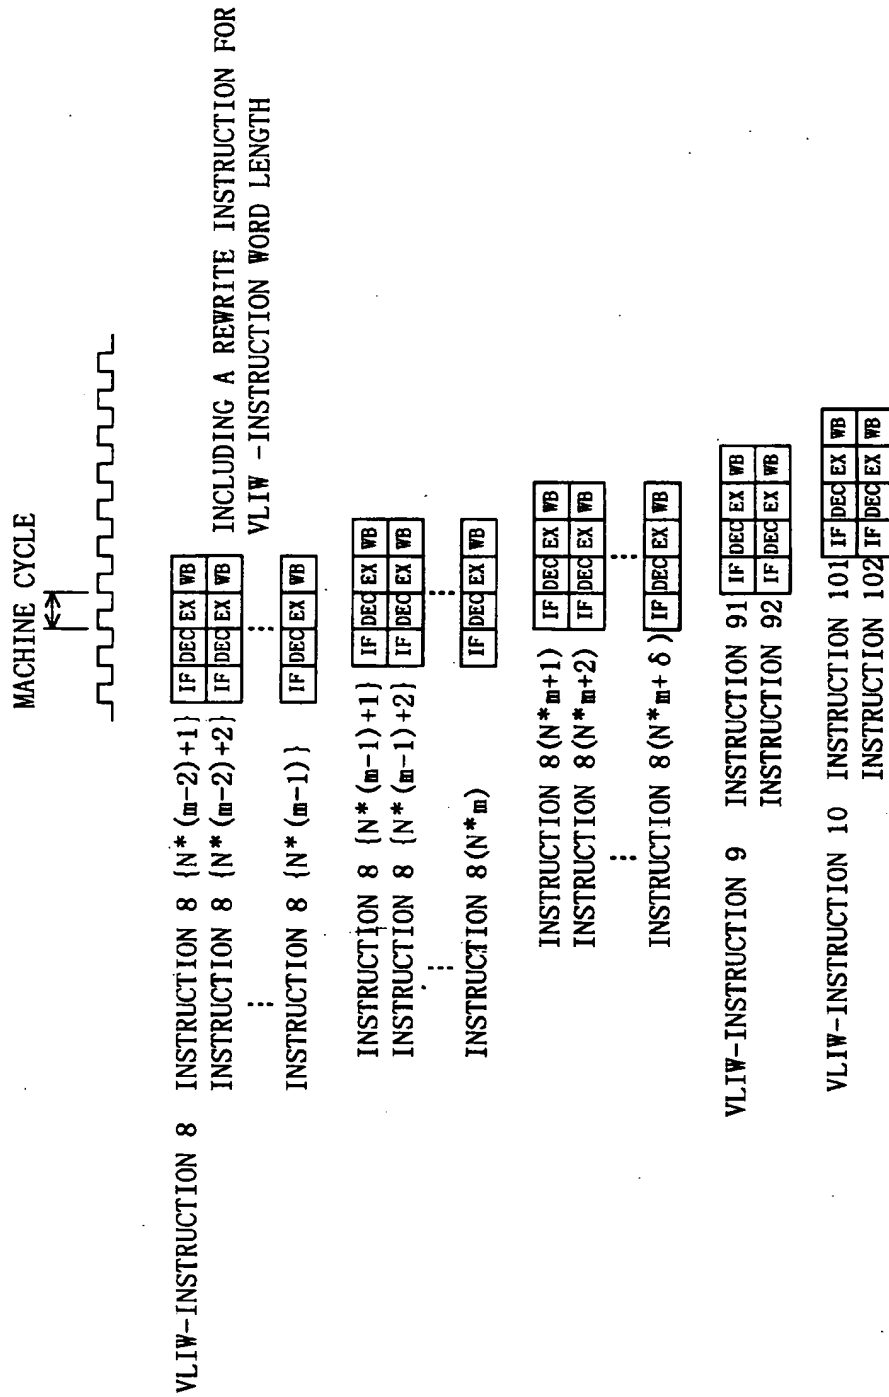 MACHINE CYCLE
VLIW-INSTRUCTION 8 INSTRUCTION 8 {N*(m-2)+1} IF DEC EX WB
INSTRUCTION 8 {N*(m-2)+2} IF DEC EX WB
INCLUDING A REWRITE INSTRUCTION FOR
VLIW -INSTRUCTION WORD LENGTH
... ...
INSTRUCTION 8 {N*(m-1)} IF DEC EX WB
INSTRUCTION 8 {N*(m-1)+1} IF DEC EX WB
INSTRUCTION 8 {N*(m-1)+2} IF DEC EX WB
... ...
INSTRUCTION 8(N*m) IF DEC EX WB
INSTRUCTION 8(N*m+1) IF DEC EX WB
INSTRUCTION 8(N*m+2) IF DEC EX WB
... ...
INSTRUCTION 8(N*m+ δ) IF DEC EX WB
VLIW-INSTRUCTION 9 INSTRUCTION 91 IF DEC EX WB
INSTRUCTION 92 IF DEC EX WB
VLIW-INSTRUCTION 10 INSTRUCTION 101 IF DEC EX WB
INSTRUCTION 102 IF DEC EX WB